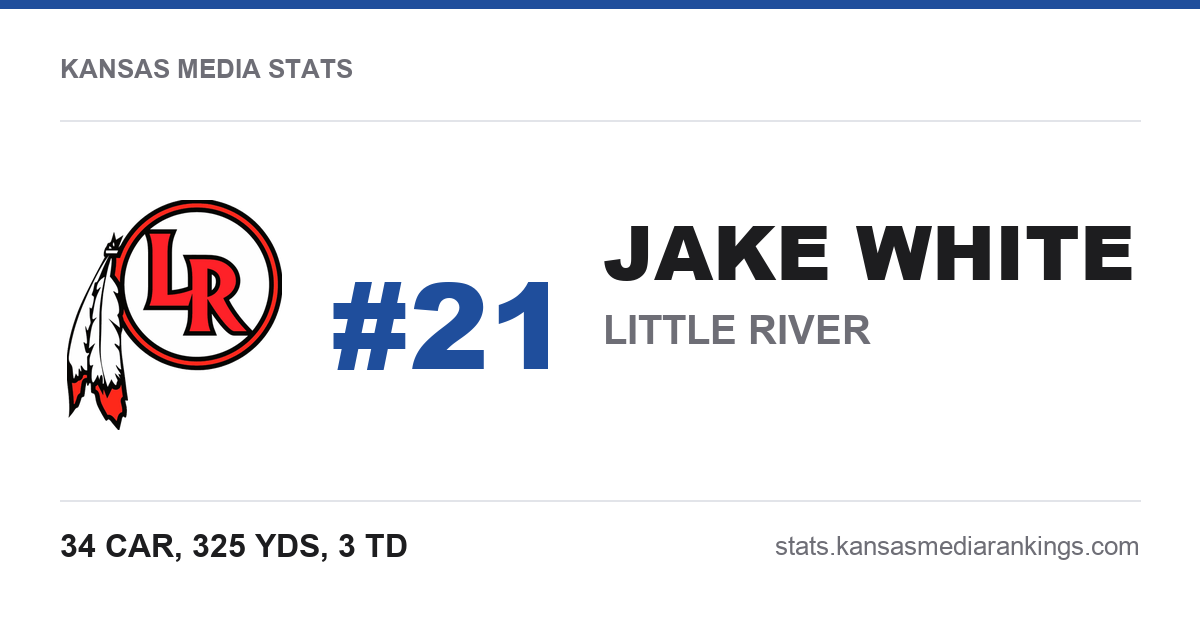 KANSAS MEDIA STATS
LR
#21
JAKE WHITE
LITTLE RIVER
34 CAR, 325 YDS, 3 TD
stats.kansasmediarankings.com